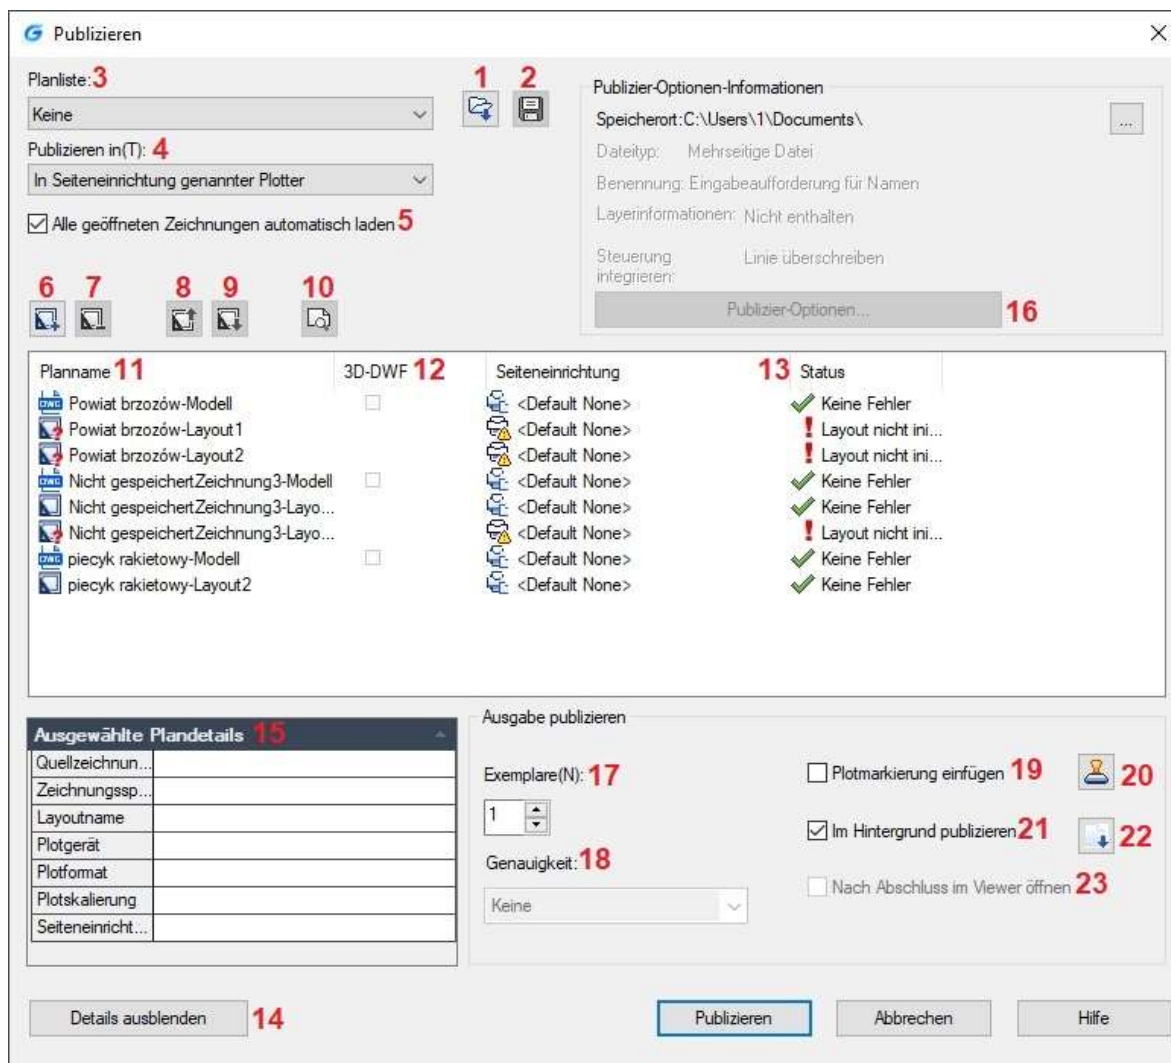 Publizieren
Planliste: 3
1
2
Keine
Publizieren in(T): 4
In Seiteneinrichtung genannter Plotter
Alle geöffneten Zeichnungen automatisch laden 5
Publizier-Optionen-Informationen
Speicherort: C:\Users\1\Documents\
...
Dateityp: Mehrseitige Datei
Benennung: Eingabeaufforderung für Namen
Layerinformationen: Nicht enthalten
Steuerung integrieren: Linie überschreiben
Publizier-Optionen... 16
6 7 8 9 10
Planname 11 3D-DWF 12 Seiteneinrichtung 13 Status
DWG Powiat brzozów-Modell <Default None> Keine Fehler
Powiat brzozów-Layout1 <Default None> Layout nicht ini...
Powiat brzozów-Layout2 <Default None> Layout nicht ini...
DWG Nicht gespeichertZeichnung3-Modell <Default None> Keine Fehler
Nicht gespeichertZeichnung3-Layo... <Default None> Keine Fehler
Nicht gespeichertZeichnung3-Layo... <Default None> Layout nicht ini...
DWG piecyk rakietowy-Modell <Default None> Keine Fehler
piecyk rakietowy-Layout2 <Default None> Keine Fehler
Ausgewählte Plandetails 15
Quellzeichnun...
Zeichnungssp...
Layoutname
Plotgerät
Plotformat
Plotskalierung
Seiteneinricht...
Ausgabe publizieren
Exemplare(N): 17
1
Genauigkeit: 18
Keine
Plotmarkierung einfügen 19
20
Im Hintergrund publizieren 21
22
Nach Abschluss im Viewer öffnen 23
Details ausblenden 14
Publizieren
Abbrechen
Hilfe